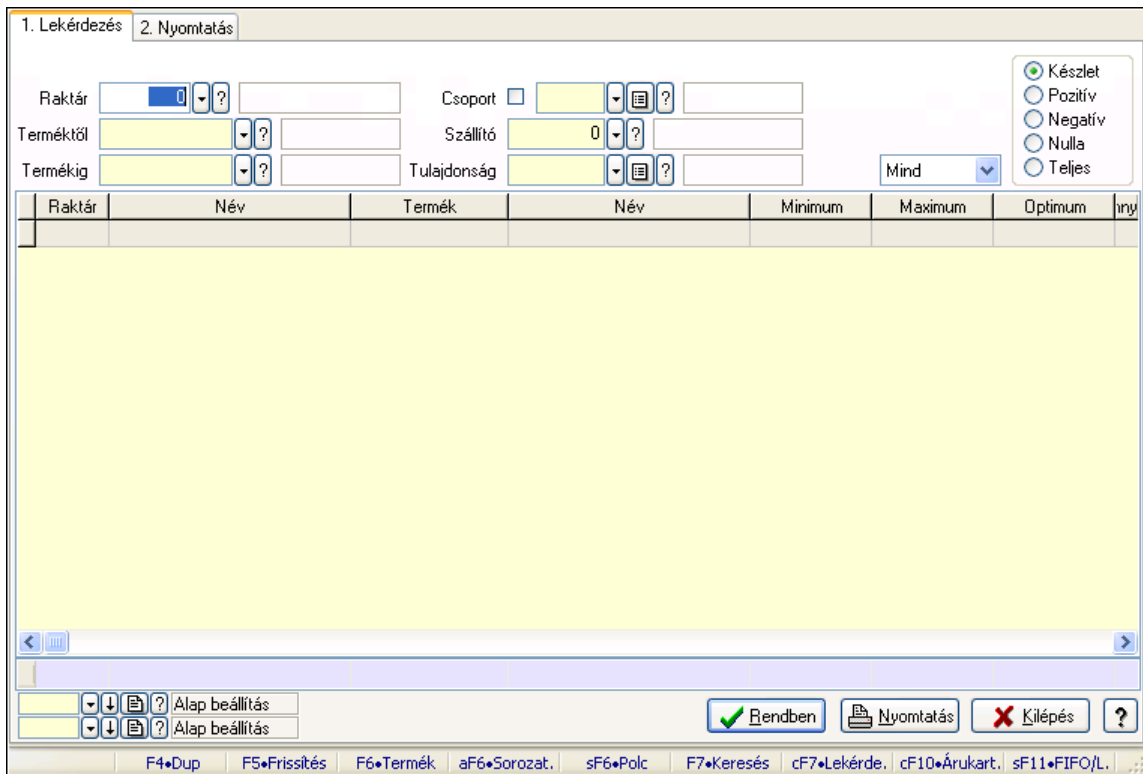 1. Lekérdezés 2. Nyomtatás
Raktár 0 ? Csoport ? Készlet
Pozitív
Terméktől ? Szállító 0 ? Negatív
Nulla
Termékig ? Tulajdonság ? Mind Teljes
Raktár Név Termék Név Minimum Maximum Optimum
? Alap beállítás
? Alap beállítás
Rendben Nyomtatás Kilépés ?
F4•Dup F5•Frissítés F6•Termék aF6•Sorozat. sF6•Polc F7•Keresés cF7•Lekérde. cF10•Árukart. sF11•FIFO/L.